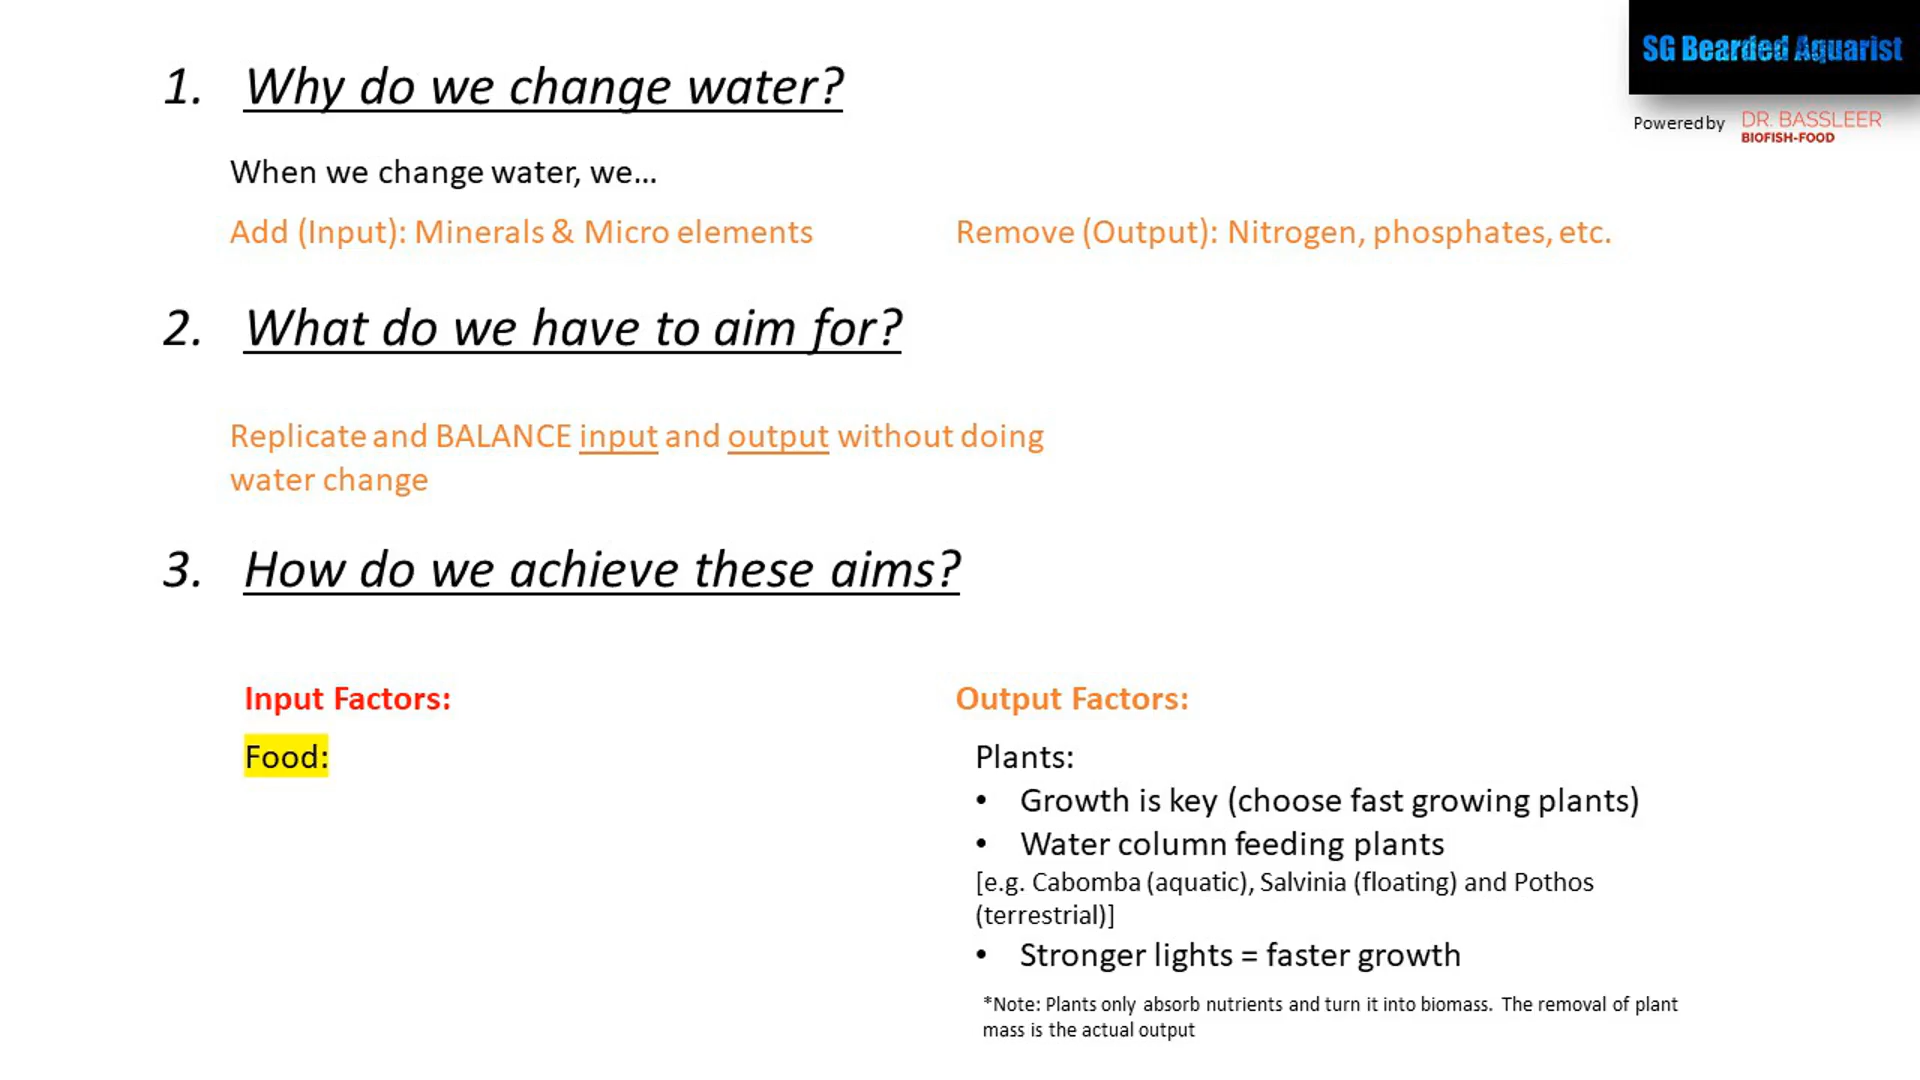 SG Bearded Aquarist
Powered by DR. BASSLEER
BIOFISH-FOOD
1. Why do we change water?
When we change water, we...
Add (Input): Minerals & Micro elements
Remove (Output): Nitrogen, phosphates, etc.
2. What do we have to aim for?
Replicate and BALANCE input and output without doing
water change
3. How do we achieve these aims?
Input Factors:
Food:
Output Factors:
Plants:
• Growth is key (choose fast growing plants)
• Water column feeding plants
[e.g. Cabomba (aquatic), Salvinia (floating) and Pothos
(terrestrial)]
• Stronger lights = faster growth
*Note: Plants only absorb nutrients and turn it into biomass. The removal of plant
mass is the actual output